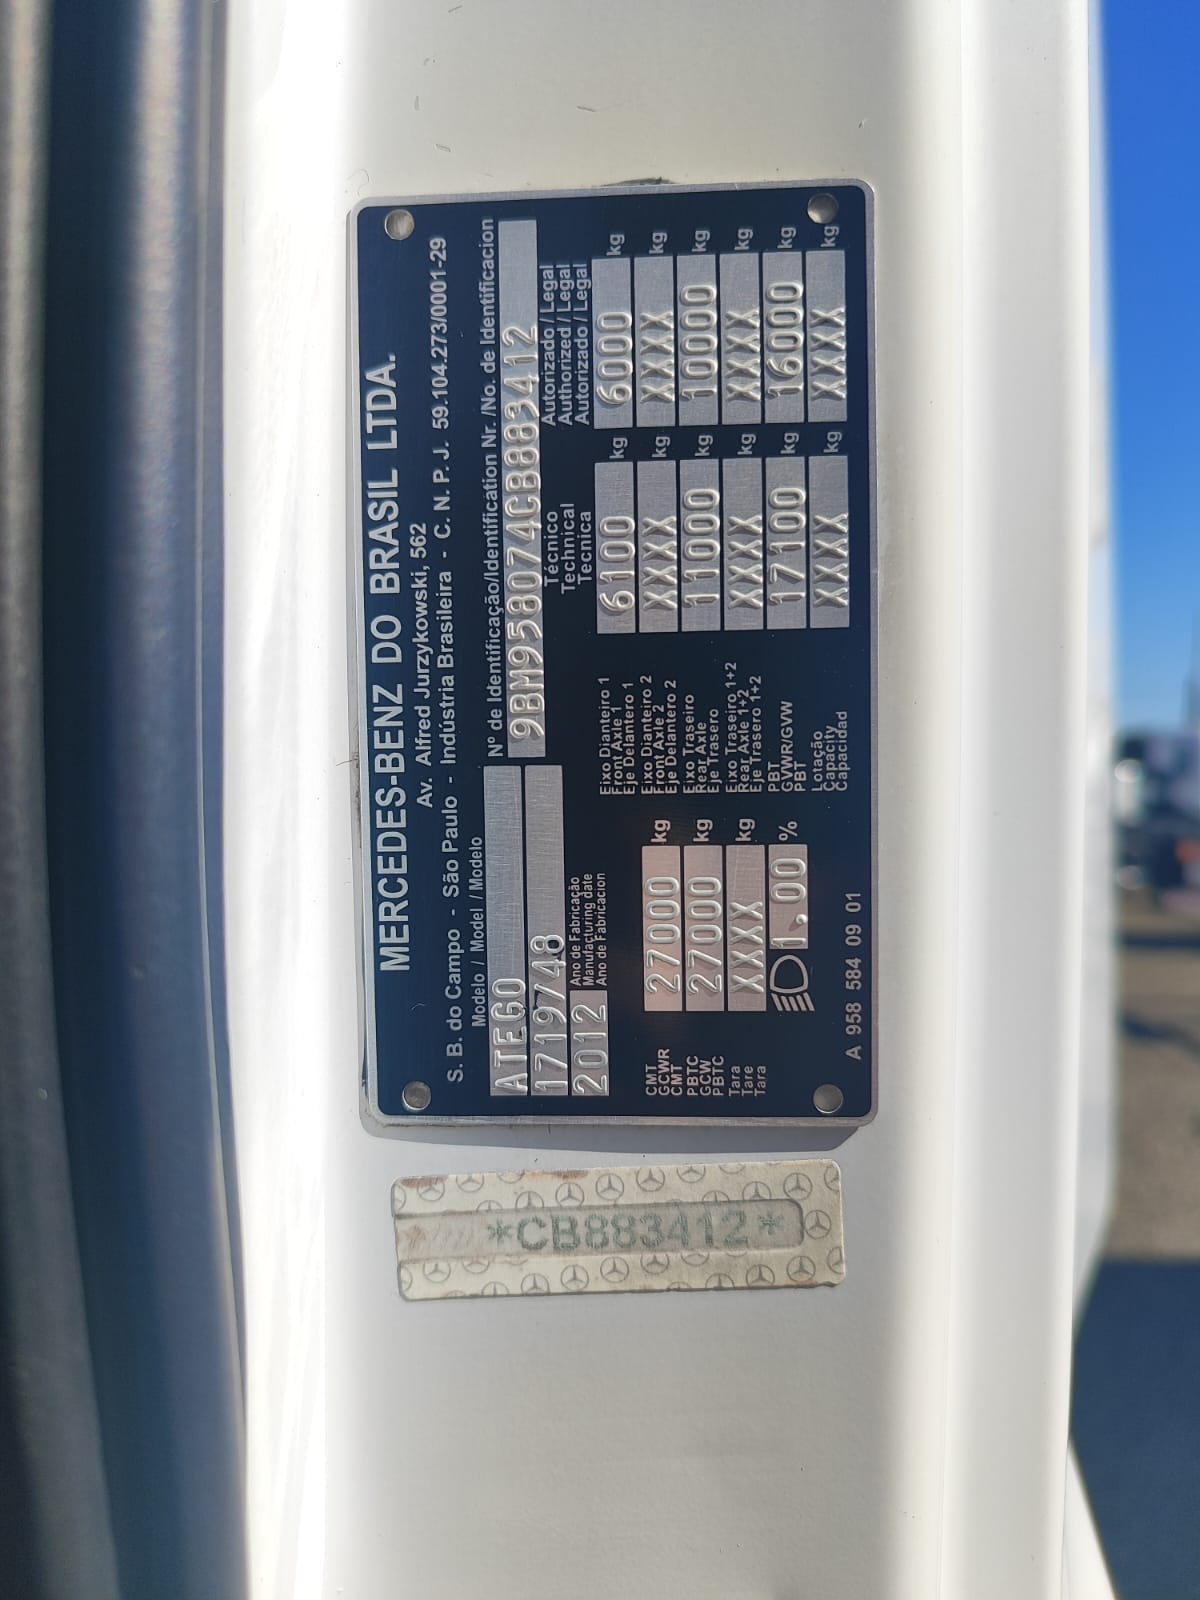 MERCEDES-BENZ DO BRASIL LTDA.
Av. Alfred Jurzykowski, 562
S. B. do Campo - São Paulo - Indústria Brasileira - C. N. P. J. 59.104.273/0001-29
Modelo / Model / Modelo
Nº de Identificação/Identification Nr. /No. de Identificacion
ATEGO
9BM958074CB883412
1719/48
2012
Ano de Fabricação
Manufacturing date
Ano de Fabricacion
Técnico
Technical
Tecnica
Autorizado / Legal
Authorized / Legal
Autorizado / Legal
CMT
GCWR
CMT
27000 kg
PBTC
GCW
PBTC
27000 kg
Tara
Tare
Tara
XXXX kg
1.00 %
Eixo Dianteiro 1
Front Axle 1
Eje Delantero 1
6100 kg 6000 kg
Eixo Dianteiro 2
Front Axle 2
Eje Delantero 2
XXXX kg XXXX kg
Eixo Traseiro
Rear Axle
Eje Trasero
11000 kg 10000 kg
Eixo Traseiro 1+2
Rear Axle 1+2
Eje Trasero 1+2
XXXX kg XXXX kg
PBT
GVWR/GVW
PBT
17100 kg 16000 kg
Lotação
Capacity
Capacidad
XXXX kg XXXX kg
A 958 584 09 01
*CB883412*